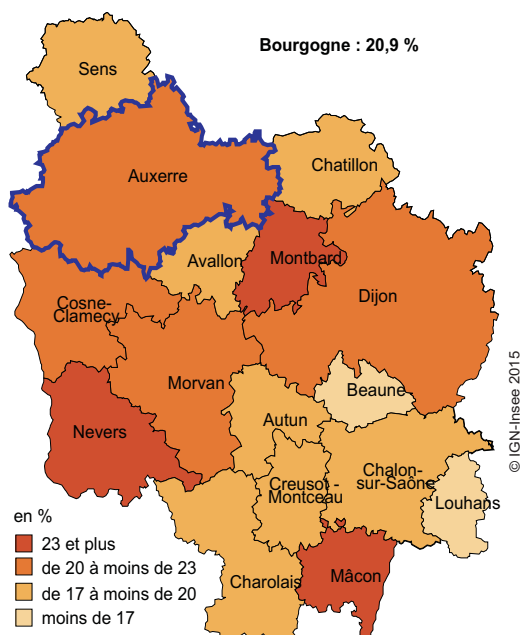 Bourgogne : 20,9 %
Sens
Auxerre
Chatillon
Avallon
Montbard
Dijon
Cosne-
Clamecy
Morvan
Beaune
Nevers
Autun
Creusot -
Montceau
Chalon-
sur-Saône
Louhans
Charolais
Mâcon
en %
23 et plus
de 20 à moins de 23
de 17 à moins de 20
moins de 17
© IGN-Insee 2015